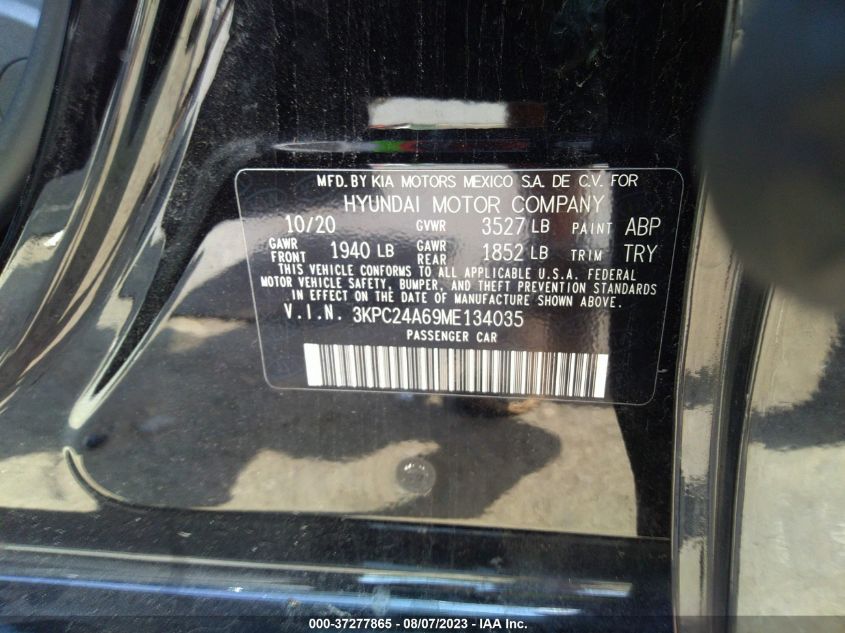 MFD. BY KIA MOTORS MEXICO S.A. DE C.V. FOR
HYUNDAI MOTOR COMPANY
10/20 GVWR 3527 LB PAINT ABP
GAWR FRONT 1940 LB GAWR REAR 1852 LB TRIM TRY
THIS VEHICLE CONFORMS TO ALL APPLICABLE U.S.A. FEDERAL
MOTOR VEHICLE SAFETY, BUMPER, AND THEFT PREVENTION STANDARDS
IN EFFECT ON THE DATE OF MANUFACTURE SHOWN ABOVE.
V.I.N. 3KPC24A69ME134035
PASSENGER CAR
000-37277865 - 08/07/2023 - IAA Inc.